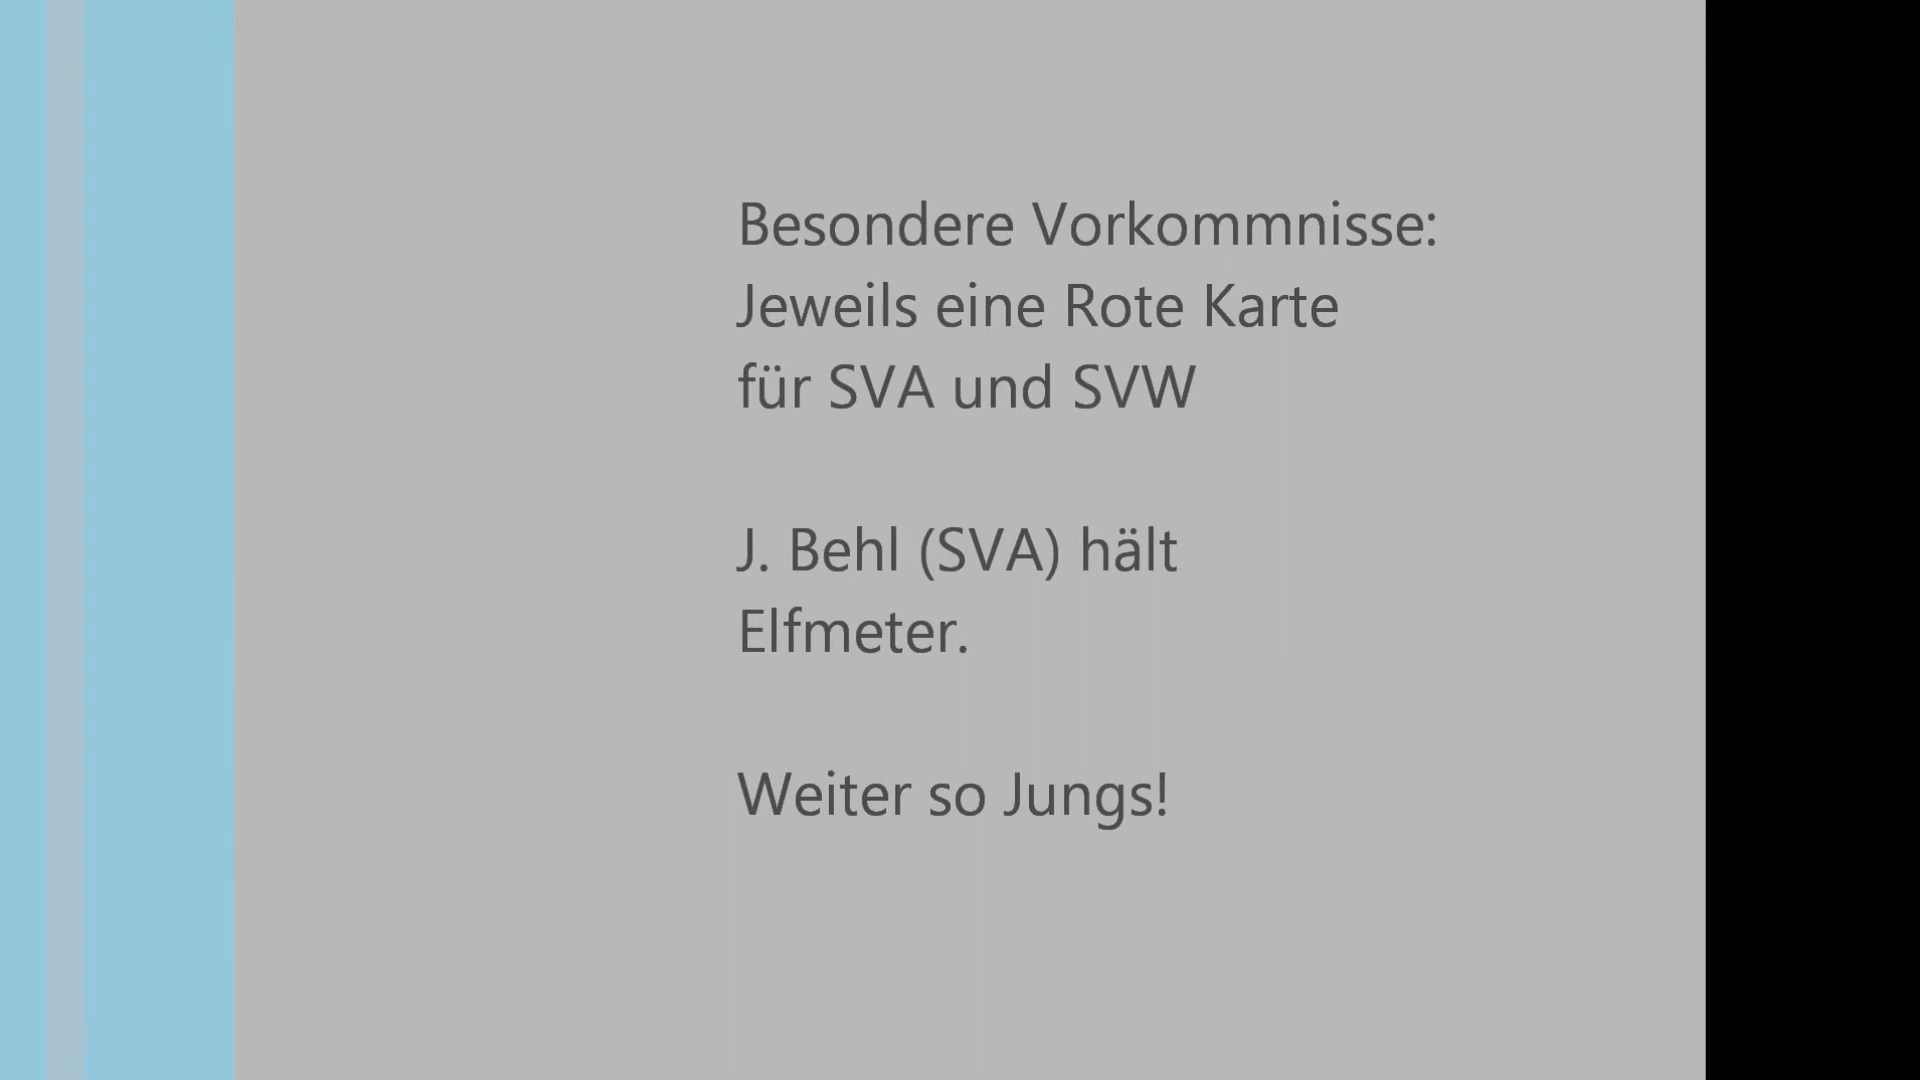 Besondere Vorkommnisse:
Jeweils eine Rote Karte
für SVA und SVW
J. Behl (SVA) hält
Elfmeter.
Weiter so Jungs!